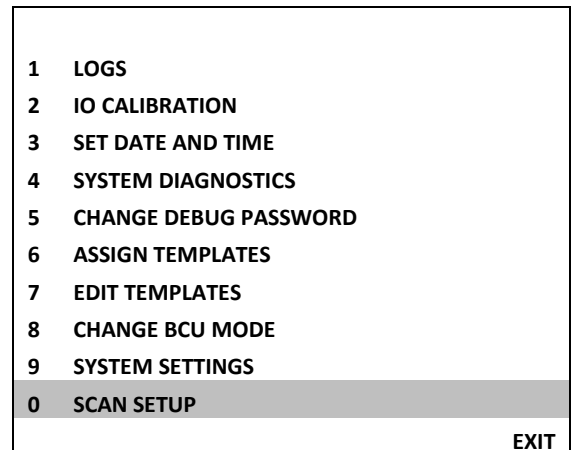 1 LOGS
2 IO CALIBRATION
3 SET DATE AND TIME
4 SYSTEM DIAGNOSTICS
5 CHANGE DEBUG PASSWORD
6 ASSIGN TEMPLATES
7 EDIT TEMPLATES
8 CHANGE BCU MODE
9 SYSTEM SETTINGS
0 SCAN SETUP
EXIT